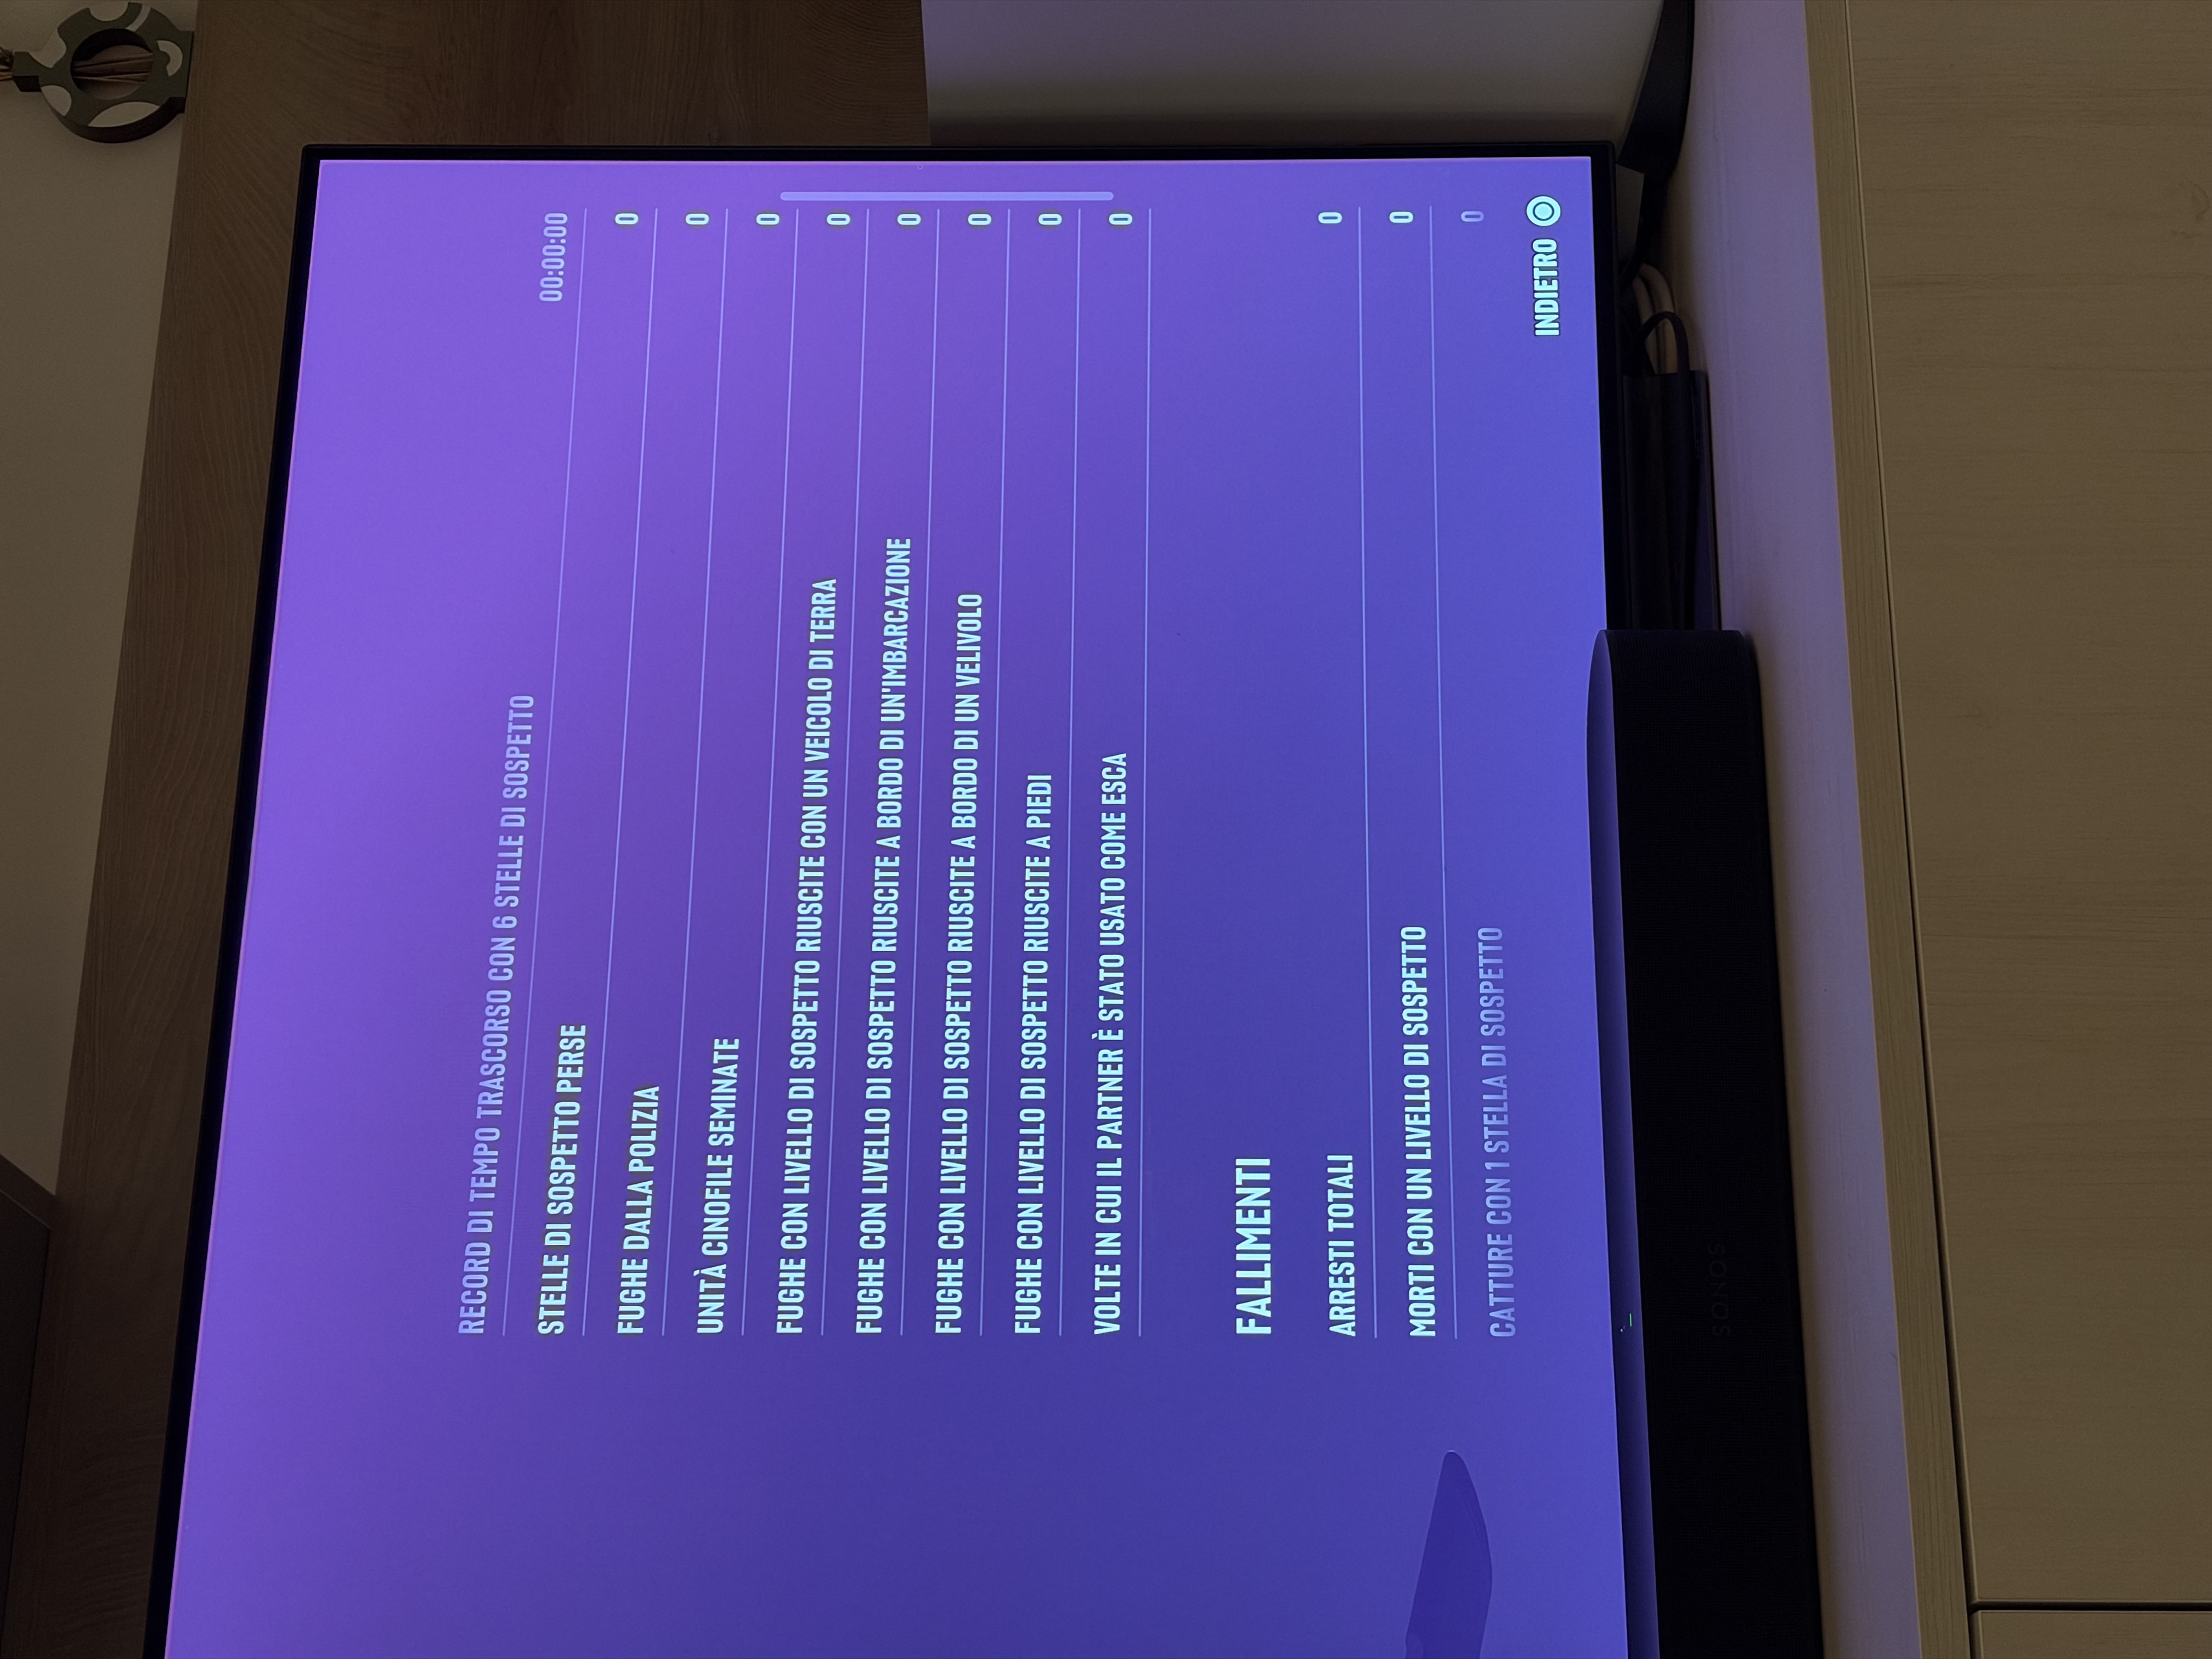 RECORD DI TEMPO TRASCORSO CON 6 STELLE DI SOSPETTO 00:00:00
STELLE DI SOSPETTO PERSE 0
FUGHE DALLA POLIZIA 0
UNITÀ CINOFILE SEMINATE 0
FUGHE CON LIVELLO DI SOSPETTO RIUSCITE CON UN VEICOLO DI TERRA 0
FUGHE CON LIVELLO DI SOSPETTO RIUSCITE A BORDO DI UN'IMBARCAZIONE 0
FUGHE CON LIVELLO DI SOSPETTO RIUSCITE A BORDO DI UN VELIVOLO 0
FUGHE CON LIVELLO DI SOSPETTO RIUSCITE A PIEDI 0
VOLTE IN CUI IL PARTNER È STATO USATO COME ESCA 0
FALLIMENTI
ARRESTI TOTALI 0
MORTI CON UN LIVELLO DI SOSPETTO 0
CATTURE CON 1 STELLA DI SOSPETTO 0
INDIETRO
SONOS